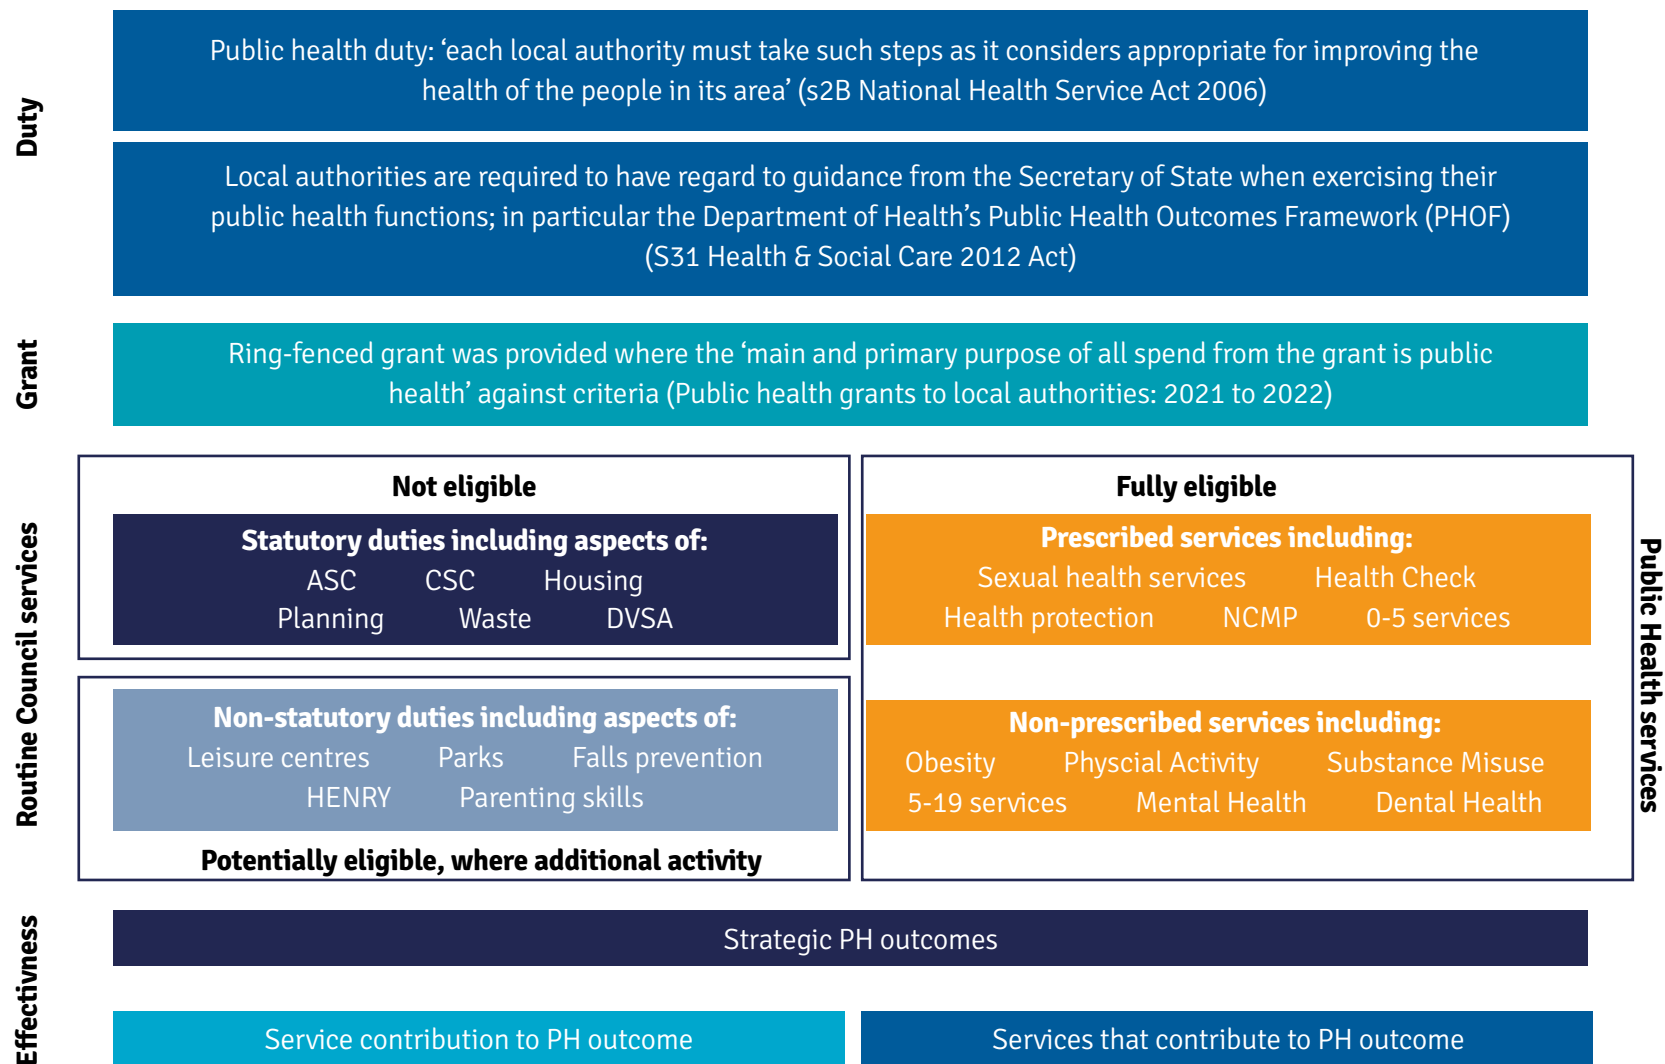 Duty
Public health duty: ‘each local authority must take such steps as it considers appropriate for improving the
health of the people in its area’ (s2B National Health Service Act 2006)
Local authorities are required to have regard to guidance from the Secretary of State when exercising their
public health functions; in particular the Department of Health’s Public Health Outcomes Framework (PHOF)
(S31 Health & Social Care 2012 Act)
Grant
Ring-fenced grant was provided where the ‘main and primary purpose of all spend from the grant is public
health’ against criteria (Public health grants to local authorities: 2021 to 2022)
Routine Council services
Not eligible
Statutory duties including aspects of:
ASC CSC Housing
Planning Waste DVSA
Non-statutory duties including aspects of:
Leisure centres Parks Falls prevention
HENRY Parenting skills
Potentially eligible, where additional activity
Fully eligible
Prescribed services including:
Sexual health services Health Check
Health protection NCMP 0-5 services
Non-prescribed services including:
Obesity Physcial Activity Substance Misuse
5-19 services Mental Health Dental Health
Public Health services
Effectivness
Strategic PH outcomes
Service contribution to PH outcome
Services that contribute to PH outcome